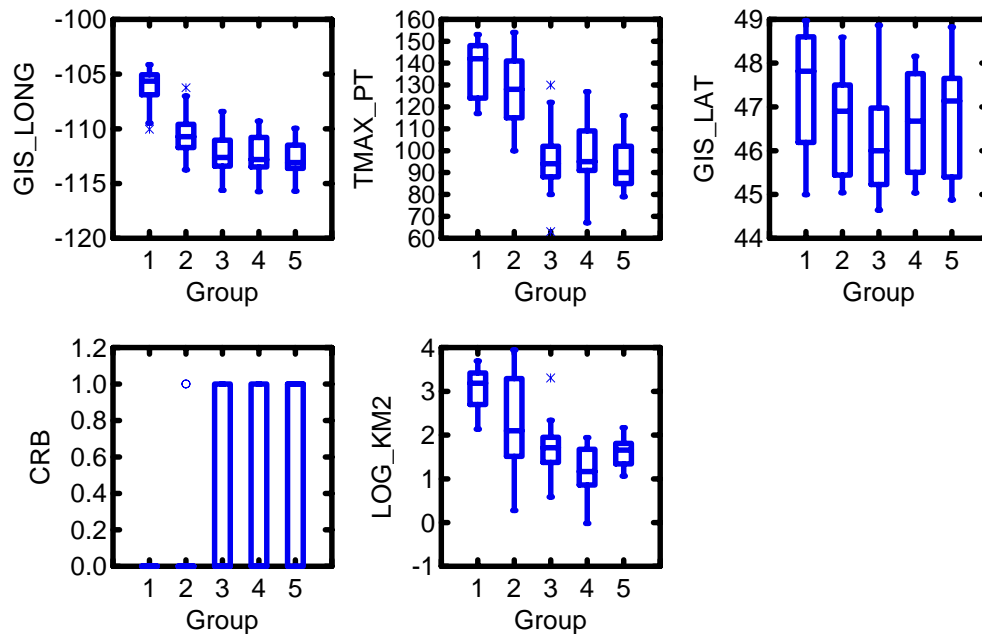 GIS_LONG
-100
-105
-110
-115
-120
1 2 3 4 5
Group
TMAX_PT
160
150
140
130
120
110
100
90
80
70
60
1 2 3 4 5
Group
GIS_LAT
49
48
47
46
45
44
1 2 3 4 5
Group
CRB
1.2
1.0
0.8
0.6
0.4
0.2
0.0
1 2 3 4 5
Group
LOG_KM2
4
3
2
1
0
-1
1 2 3 4 5
Group